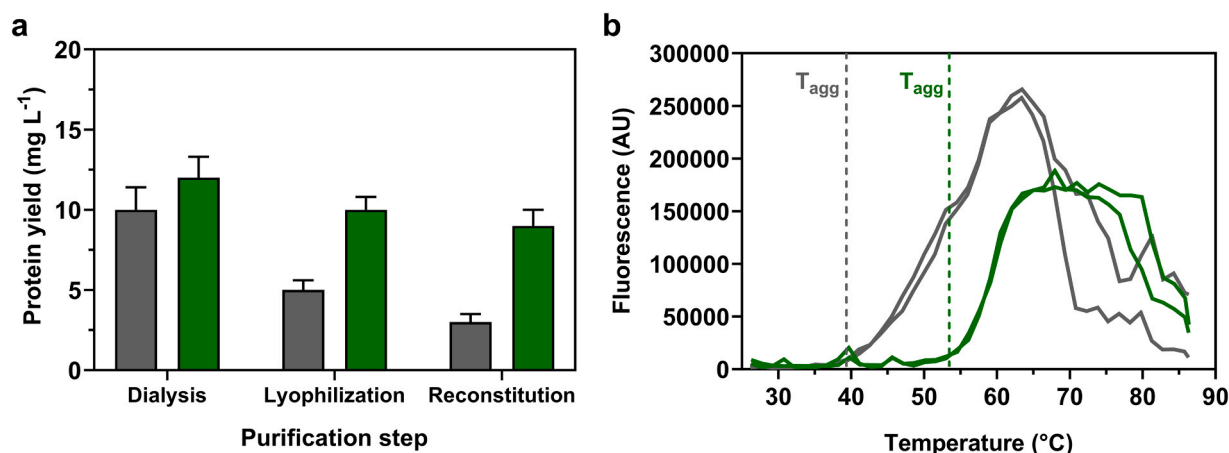 a
Protein yield (mg L⁻¹)
20
15
10
5
0
Dialysis
Lyophilization
Reconstitution
Purification step
b
Fluorescence (AU)
300000
250000
200000
150000
100000
50000
0
Tagg
Tagg
30
40
50
60
70
80
90
Temperature (°C)